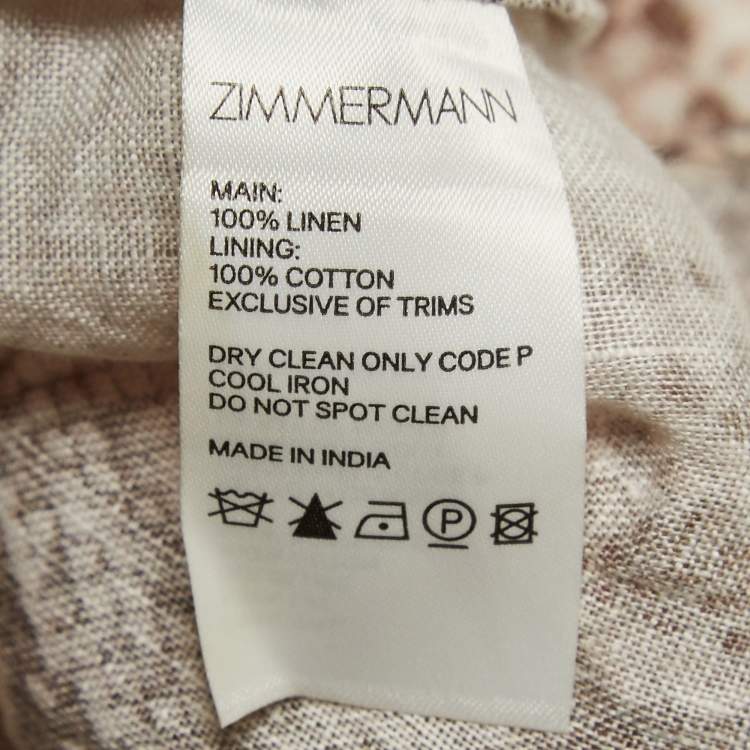 ZIMMERMANN
MAIN:
100% LINEN
LINING:
100% COTTON
EXCLUSIVE OF TRIMS
DRY CLEAN ONLY CODE P
COOL IRON
DO NOT SPOT CLEAN
MADE IN INDIA
P